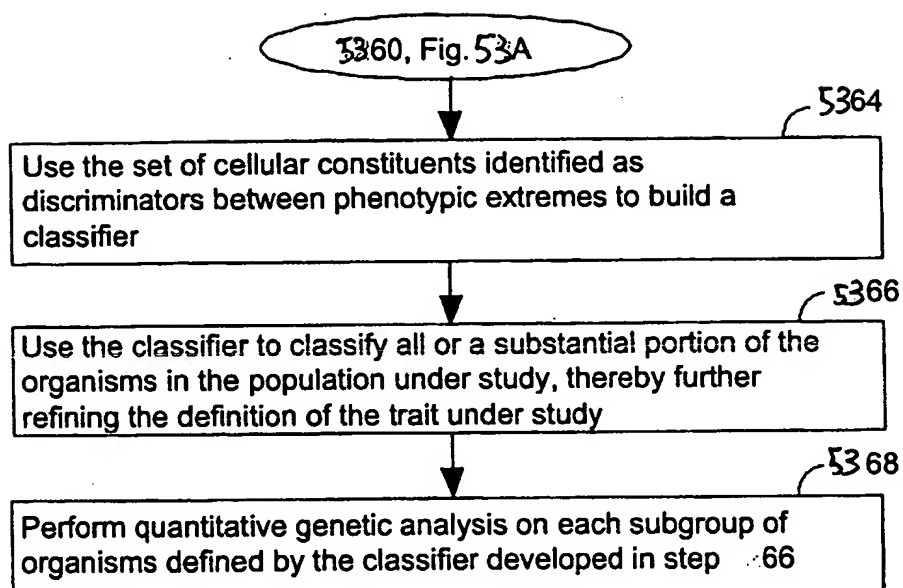 5360, Fig. 53A
5364
Use the set of cellular constituents identified as
discriminators between phenotypic extremes to build a
classifier
5366
Use the classifier to classify all or a substantial portion of the
organisms in the population under study, thereby further
refining the definition of the trait under study
5368
Perform quantitative genetic analysis on each subgroup of
organisms defined by the classifier developed in step 66